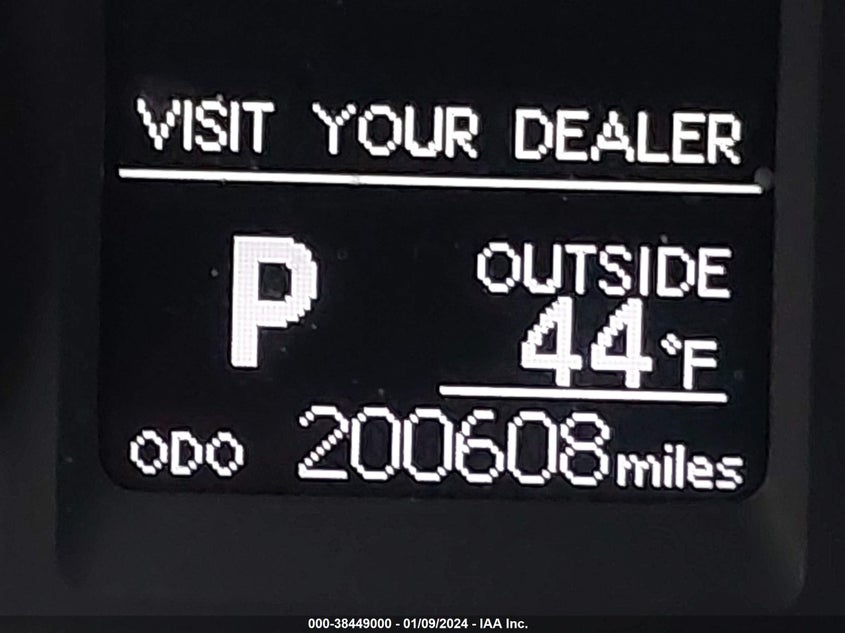 VISIT YOUR DEALER
P
OUTSIDE
44°F
ODO 200608 miles
000-38449000 - 01/09/2024 - IAA Inc.